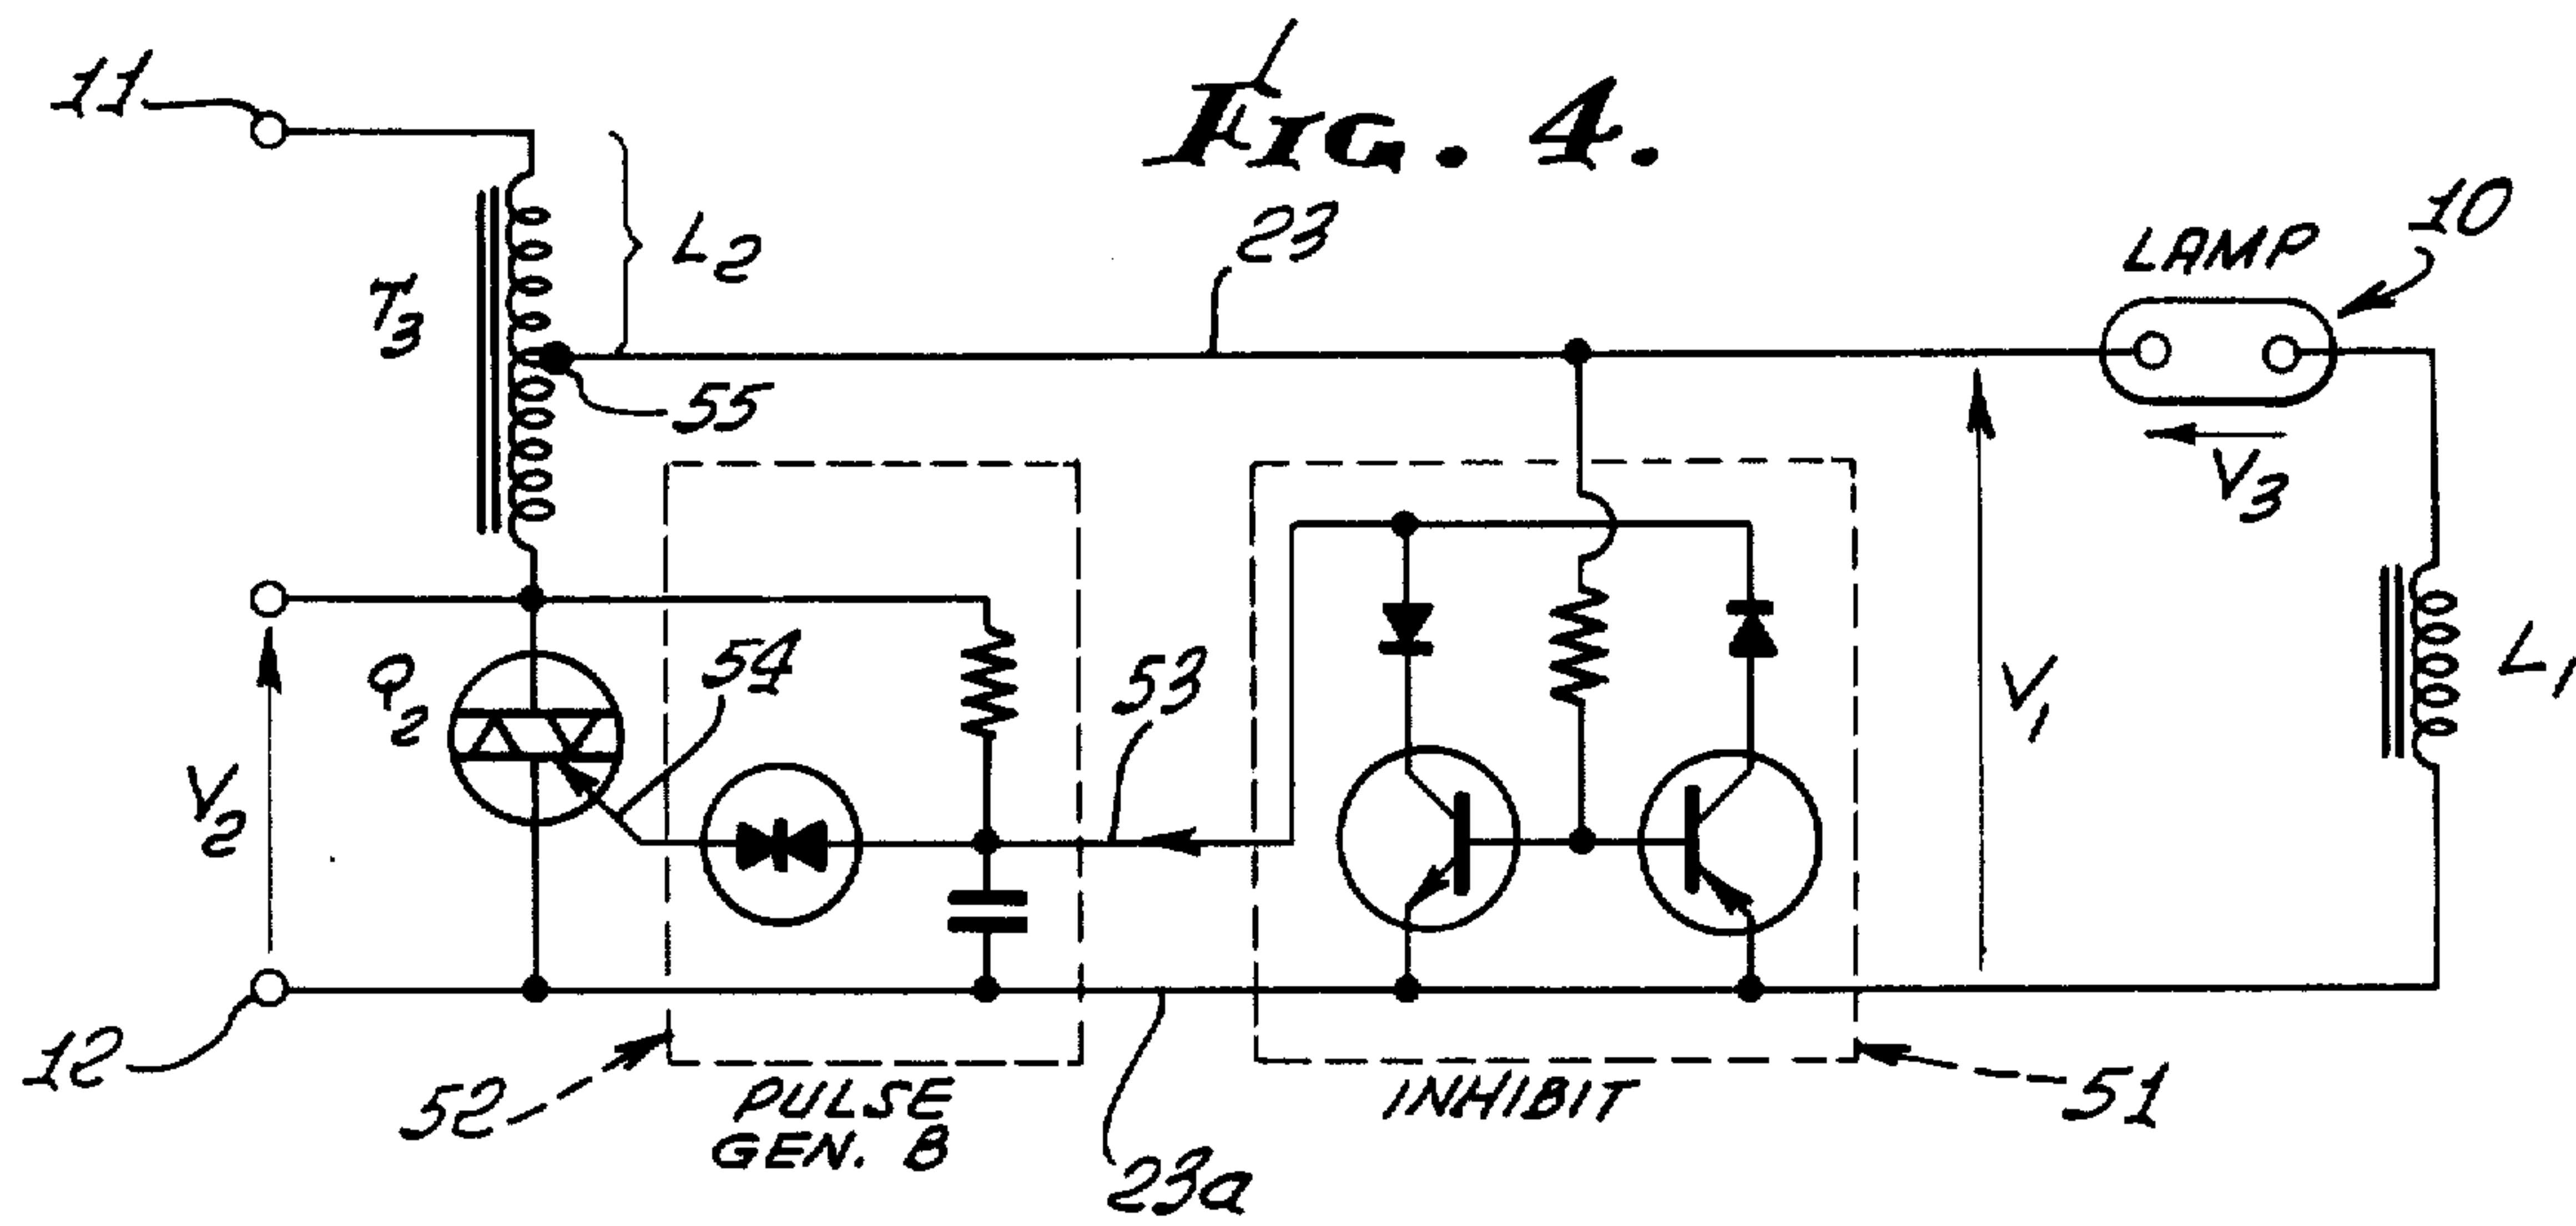 FIG. 4.
11
L2
T3
23
LAMP
10
55
V3
54
53
Q2
V1
L1
V2
12
52
PULSE
GEN. B
INHIBIT
51
23a